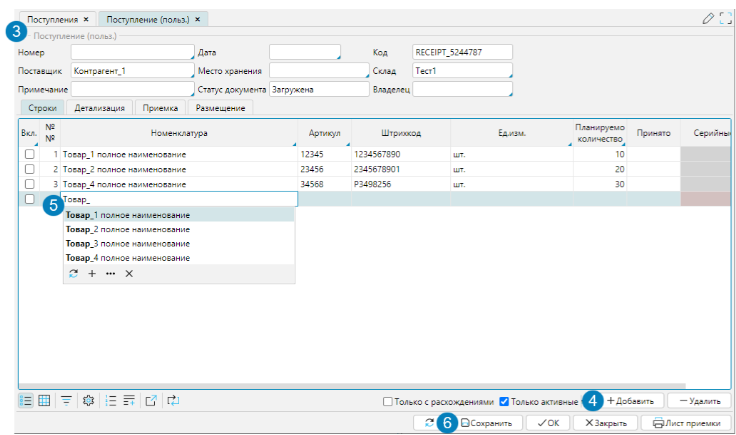 Поступления × Поступление (польз.) ×
3
Поступление (польз.)
Номер Дата Код RECEIPT_5244787
Поставщик Контрагент_1 Место хранения Склад Тест1
Примечание Статус документа Загружена Владелец
Строки Детализация Приемка Размещение
Вкл. №№ Номенклатура Артикул Штрихкод Ед.изм. Планируемо количество Принято Серийны
1 Товар_1 полное наименование 12345 1234567890 шт. 10
2 Товар_2 полное наименование 23456 2345678901 шт. 20
3 Товар_4 полное наименование 34568 P3498256 шт. 30
5 Товар_
Товар_1 полное наименование
Товар_2 полное наименование
Товар_3 полное наименование
Товар_4 полное наименование
Только с расхождениями Только активные 4 + Добавить − Удалить
6 Сохранить ОК Закрыть Лист приемки